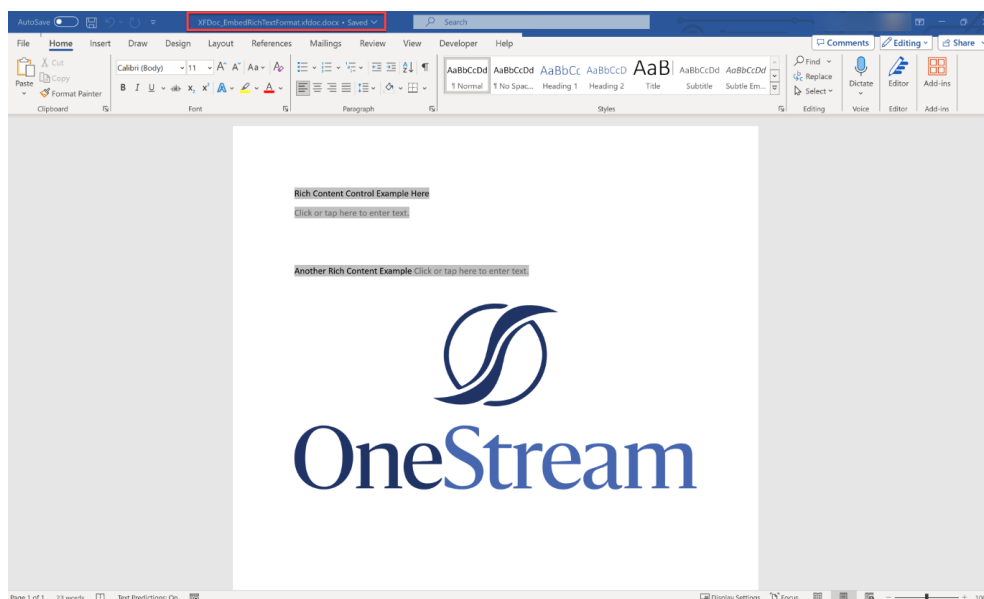 AutoSave XFDoc_EmbedRichTextFormat.xfdoc.docx • Saved Search
File Home Insert Draw Design Layout References Mailings Review View Developer Help Comments Editing Share
Paste Cut Copy Format Painter
Calibri (Body) 11 A^ A˅ Aa A
B I U ab x₂ x² A A
AaBbCcDd AaBbCcDd AaBbCc AaBbCcD AaB AaBbCcDd AaBbCcDd
¶ Normal ¶ No Spac... Heading 1 Heading 2 Title Subtitle Subtle Em...
Find Replace Select Dictate Editor Add-ins
Clipboard Font Paragraph Styles Editing Voice Editor Add-ins
Rich Content Control Example Here
Click or tap here to enter text.
Another Rich Content Example Click or tap here to enter text.
OneStream
Page 1 of 1 23 words Text Predictions: On Display Settings Focus